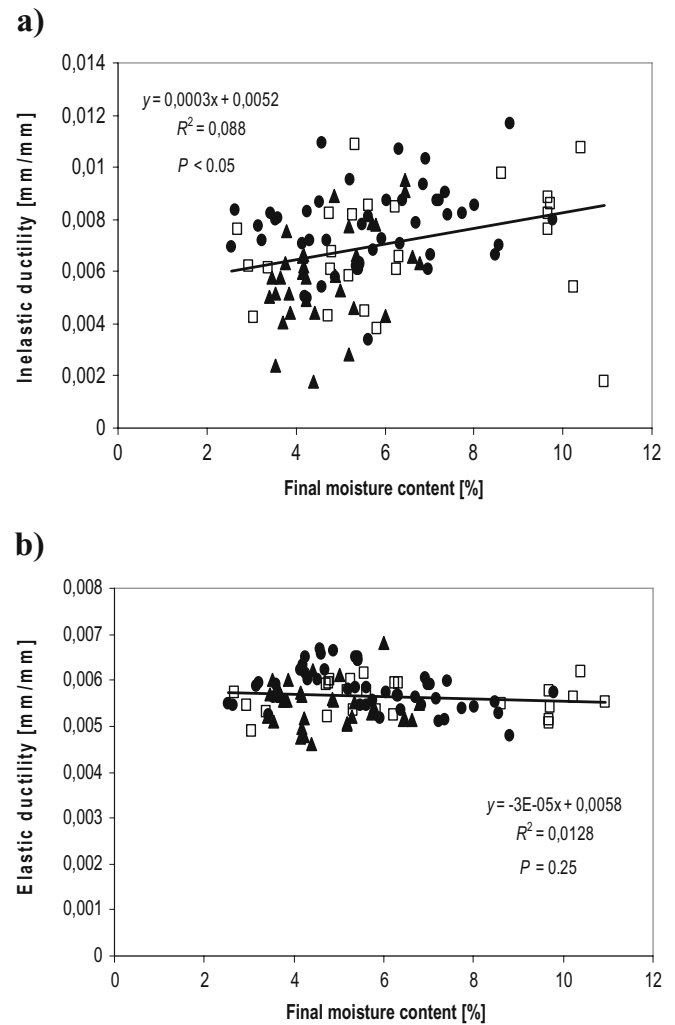 a)
Inelastic ductility [mm/mm]
0,014
0,012
0,01
0,008
0,006
0,004
0,002
0
y = 0,0003x + 0,0052
R² = 0,088
P < 0.05
0 2 4 6 8 10 12
Final moisture content [%]
b)
Elastic ductility [mm/mm]
0,008
0,007
0,006
0,005
0,004
0,003
0,002
0,001
0
y = -3E-05x + 0,0058
R² = 0,0128
P = 0.25
0 2 4 6 8 10 12
Final moisture content [%]